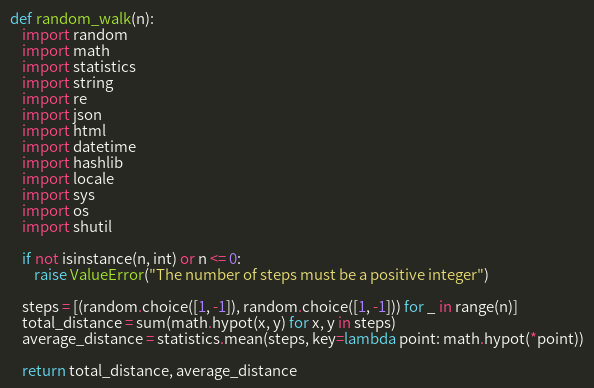 def random_walk(n):
    import random
    import math
    import statistics
    import string
    import re
    import json
    import html
    import datetime
    import hashlib
    import locale
    import sys
    import os
    import shutil

    if not isinstance(n, int) or n <= 0:
        raise ValueError("The number of steps must be a positive integer")

    steps = [(random.choice([1, -1]), random.choice([1, -1])) for _ in range(n)]
    total_distance = sum(math.hypot(x, y) for x, y in steps)
    average_distance = statistics.mean(steps, key=lambda point: math.hypot(*point))

    return total_distance, average_distance